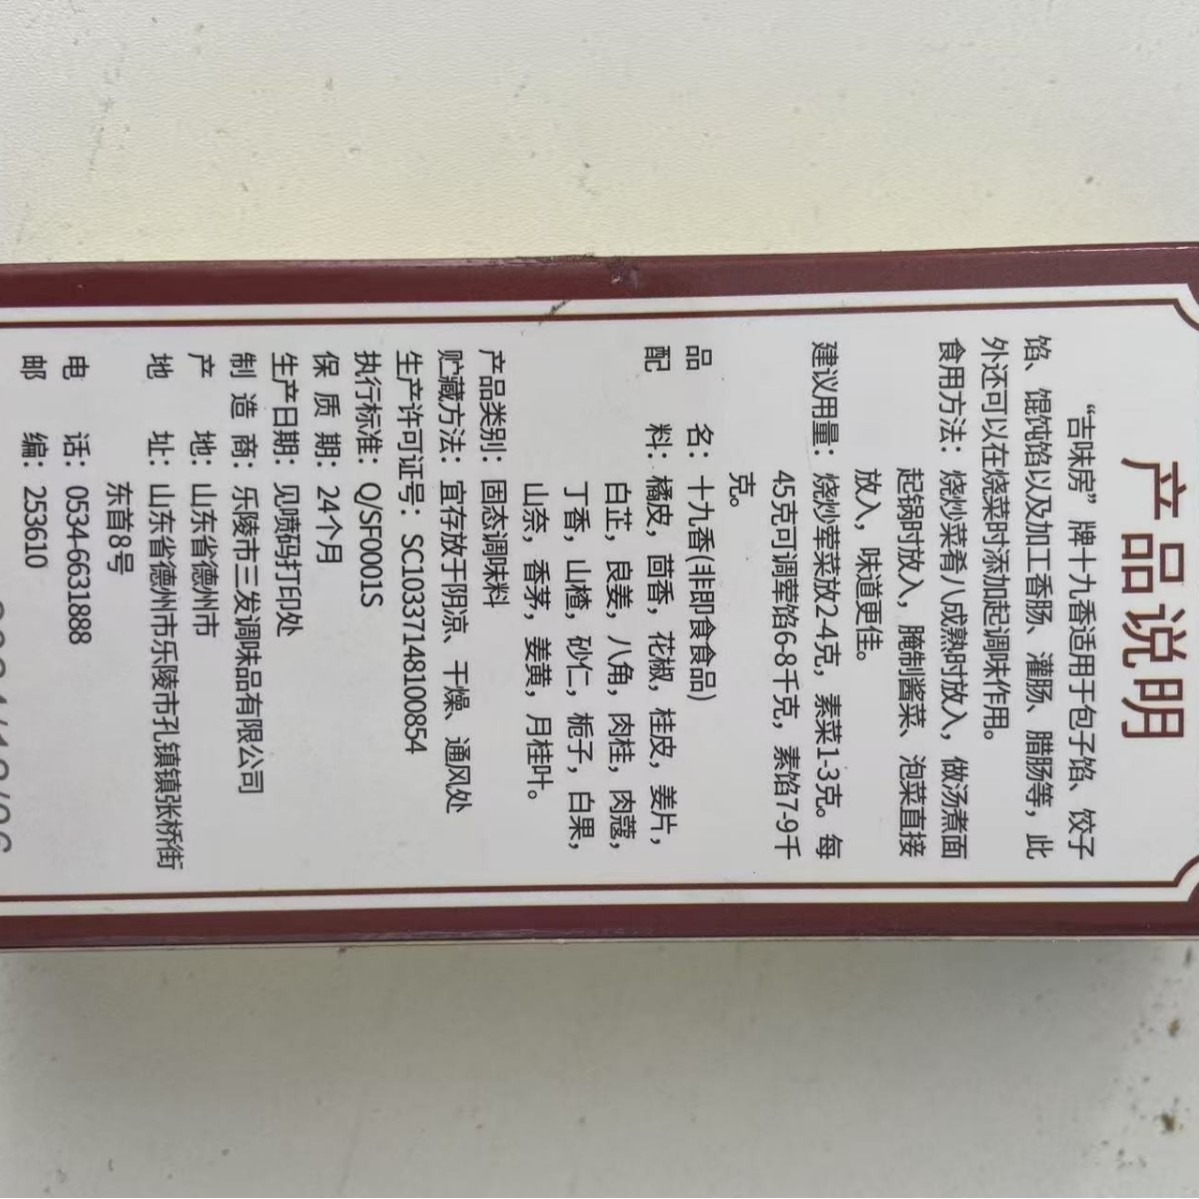 产品说明
“吉味房”牌十九香适用于包子馅、饺子
馅、馄饨馅以及加工香肠、灌肠、腊肠等，此
外还可以在烧菜时添加起调味作用。
食用方法：烧炒菜肴八成熟时放入，做汤煮面
起锅时放入，腌制酱菜、泡菜直接
放入，味道更佳。
建议用量：烧炒荤菜放2-4克，素菜1-3克。每
45克可调荤馅6-8千克，素馅7-9千
克。
品名：十九香(非即食食品)
配料：橘皮，茴香，花椒，桂皮，姜片，
白芷，良姜，八角，肉桂，肉蔻，
丁香，山楂，砂仁，栀子，白果，
山奈，香茅，姜黄，月桂叶。
产品类别：固态调味料
贮藏方法：宜存放于阴凉、干燥、通风处
生产许可证号：SC10337148100854
执行标准：Q/SF0001S
保质期：24个月
生产日期：见喷码打印处
制造商：乐陵市三发调味品有限公司
产地：山东省德州市
地址：山东省德州市乐陵市孔镇镇张桥街
东首8号
电话：0534-6631888
邮编：253610